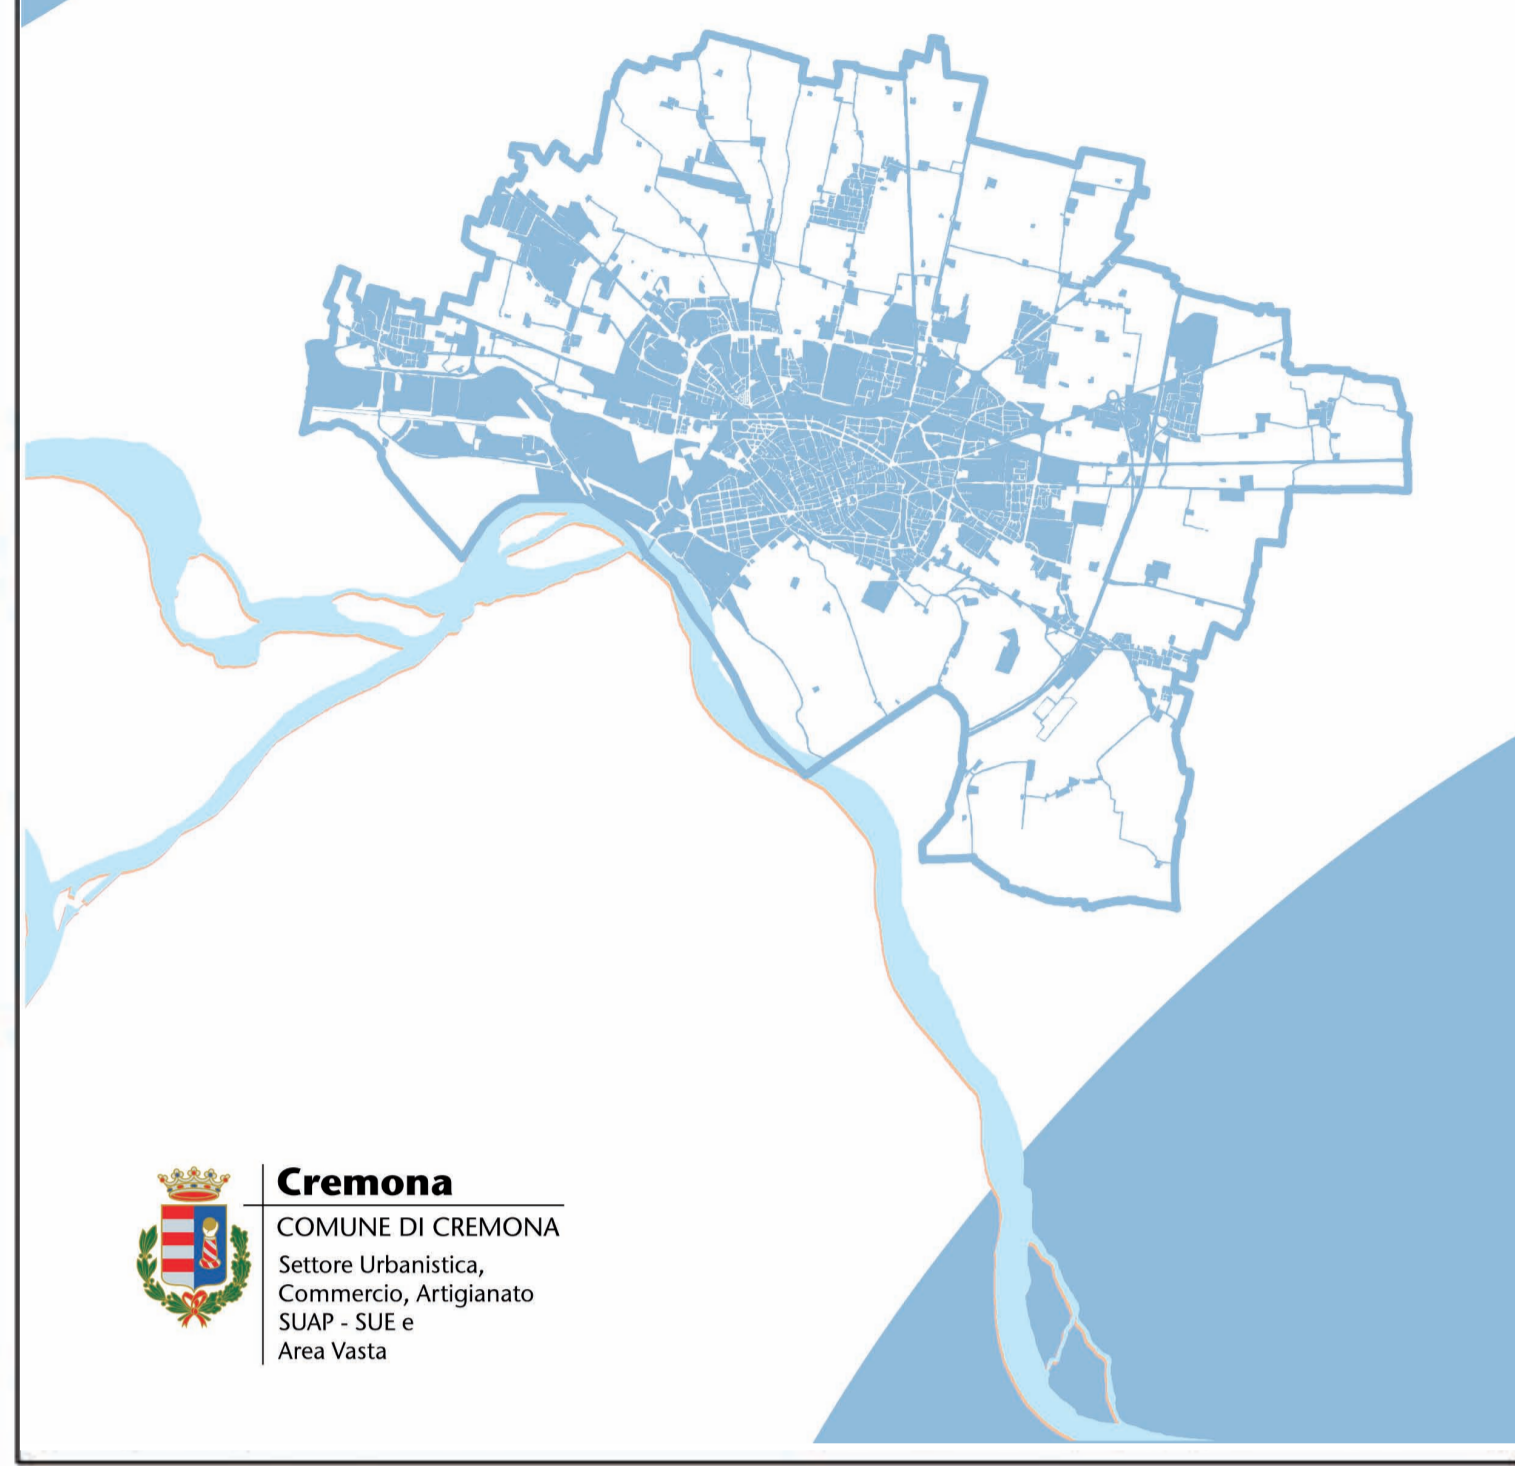 Cremona
COMUNE DI CREMONA
Settore Urbanistica,
Commercio, Artigianato
SUAP - SUE e
Area Vasta